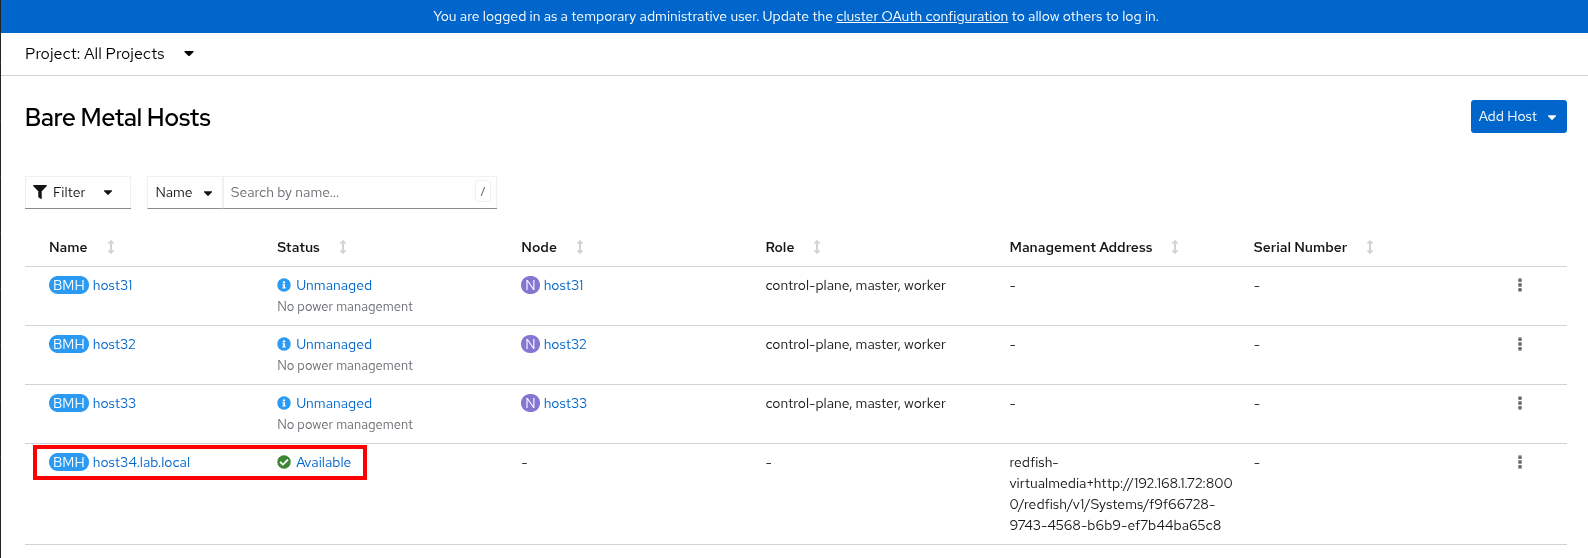 You are logged in as a temporary administrative user. Update the cluster OAuth configuration to allow others to log in.
Project: All Projects
Bare Metal Hosts
Add Host
Filter Name Search by name... /
Name Status Node Role Management Address Serial Number
BMH host31 Unmanaged N host31 control-plane, master, worker - -
No power management
BMH host32 Unmanaged N host32 control-plane, master, worker - -
No power management
BMH host33 Unmanaged N host33 control-plane, master, worker - -
No power management
BMH host34.lab.local Available - - redfish- -
virtualmedia+http://192.168.1.72:800
0/redfish/v1/Systems/f9f66728-
9743-4568-b6b9-ef7b44ba65c8